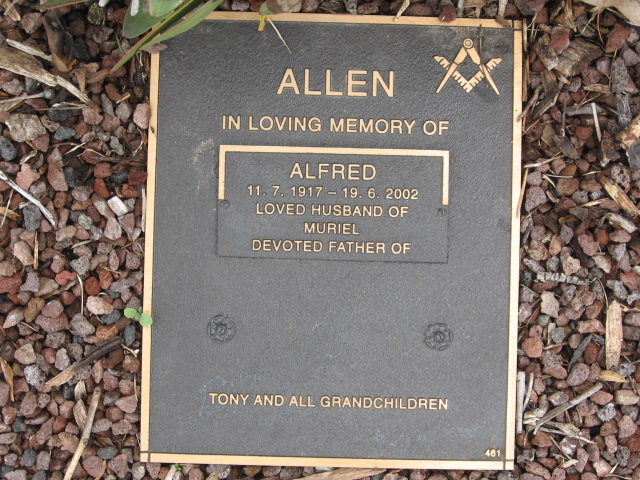 ALLEN
IN LOVING MEMORY OF
ALFRED
11. 7. 1917 – 19. 6. 2002
LOVED HUSBAND OF
MURIEL
DEVOTED FATHER OF
TONY AND ALL GRANDCHILDREN
461